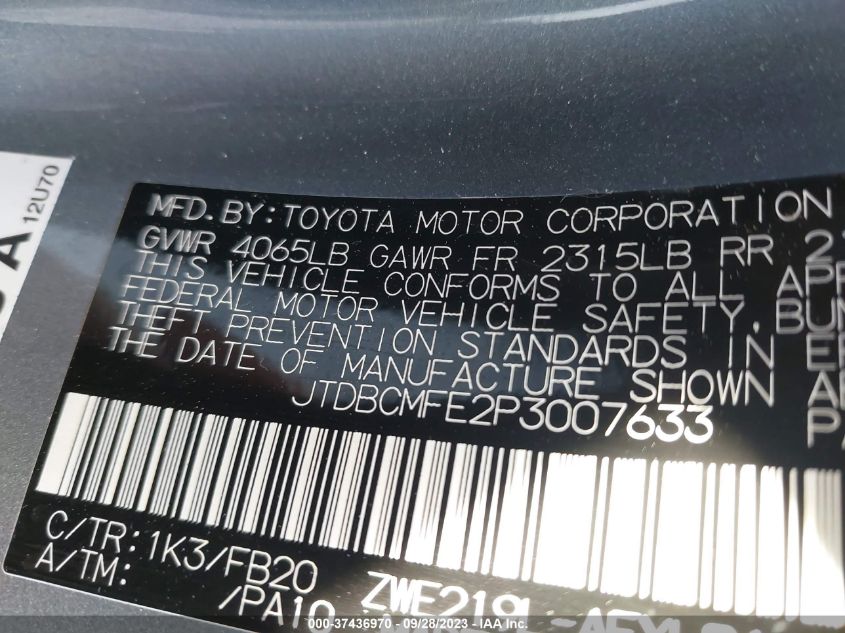 12U70
A
MFD. BY: TOYOTA MOTOR CORPORATION
GVWR 4065LB GAWR FR 2315LB RR
THIS VEHICLE CONFORMS TO ALL
FEDERAL MOTOR VEHICLE SAFETY,
THEFT PREVENTION STANDARDS IN
THE DATE OF MANUFACTURE SHOWN
JTDBCMFE2P3007633
C/TR: 1K3/FB20
A/TM: /PA10
000-37436970 - 09/28/2023 - IAA Inc.